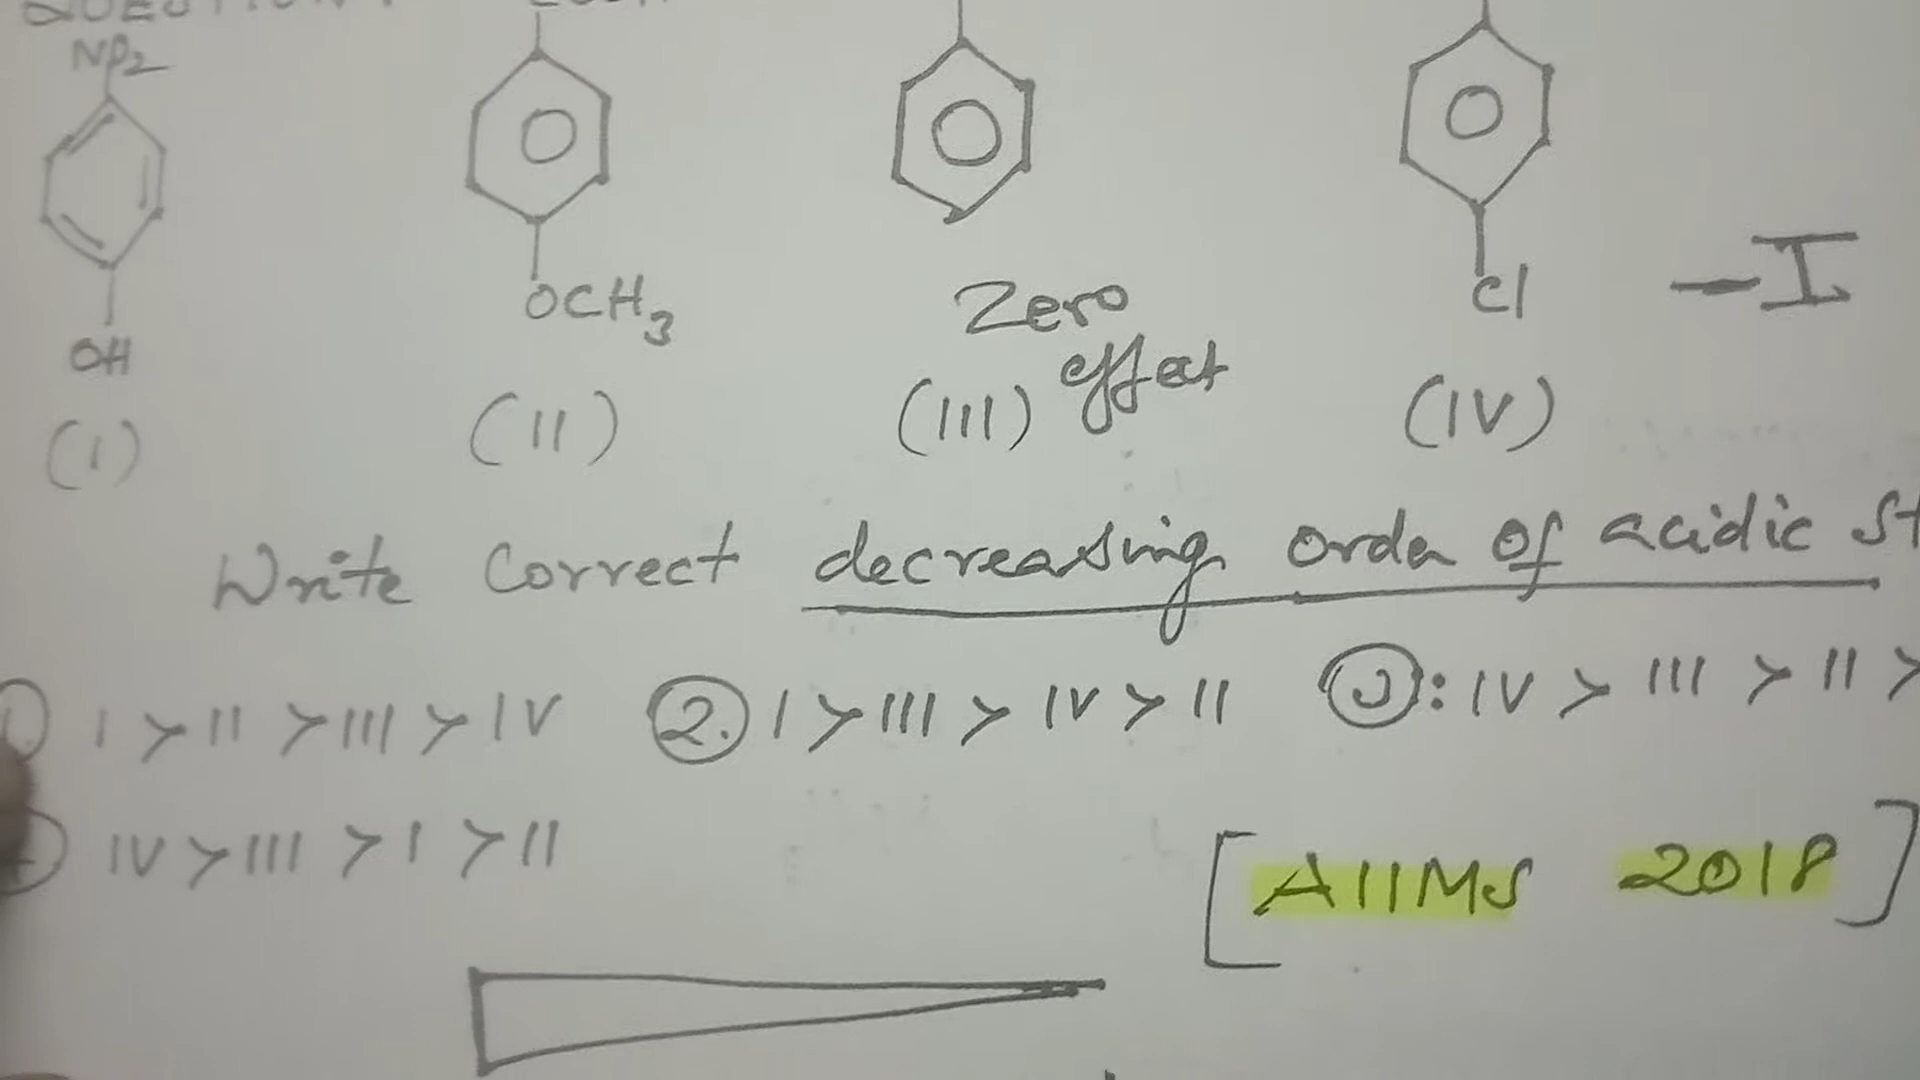 QUESTION
NO2
OCH3
Zero
effect
Cl
-I
OH
(I)
(II)
(III)
(IV)
Write Correct decreasing order of acidic
I > II > III > IV
2. I > III > IV > II
3: IV > III > II >
IV > III > I > II
[AIIMS 2018]